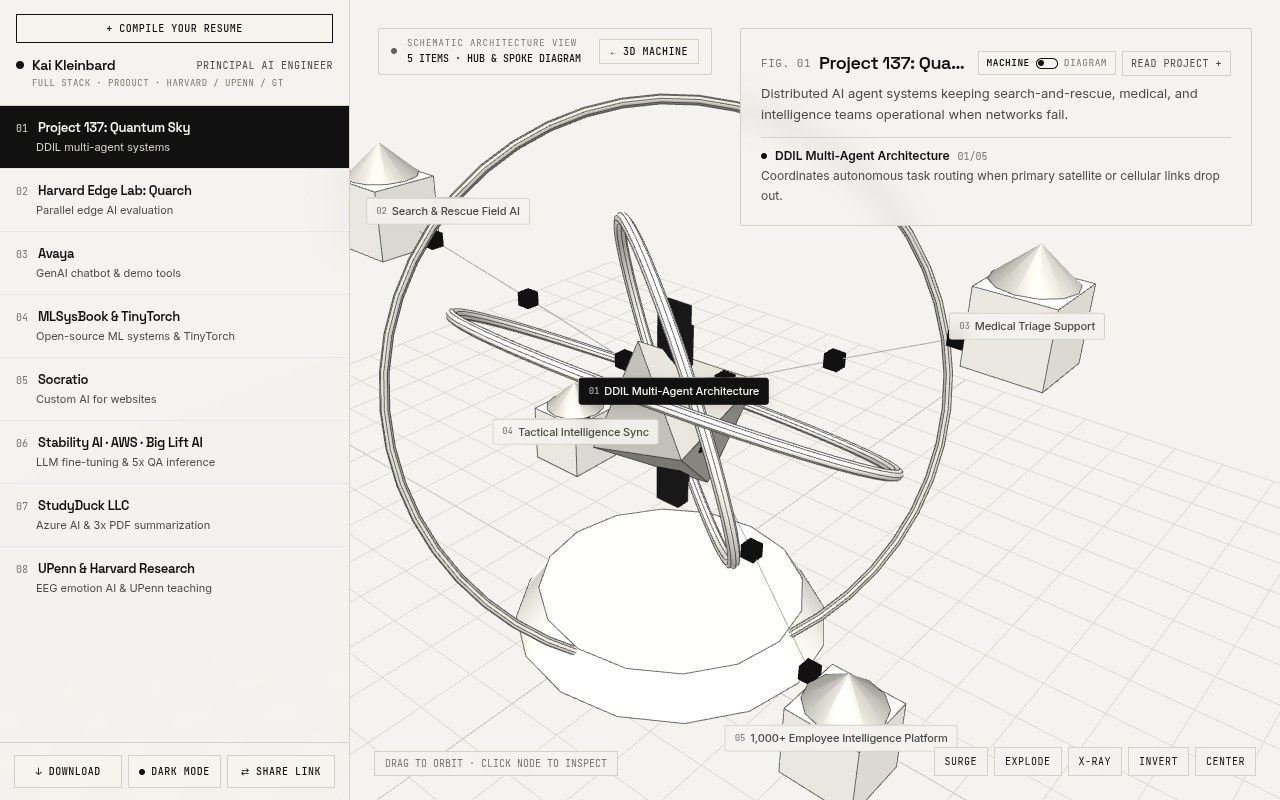 + COMPILE YOUR RESUME
Kai Kleinbard PRINCIPAL AI ENGINEER
FULL STACK · PRODUCT · HARVARD / UPENN / GT
01 Project 137: Quantum Sky
DDIL multi-agent systems
02 Harvard Edge Lab: Quarch
Parallel edge AI evaluation
03 Avaya
GenAI chatbot & demo tools
04 MLSysBook & TinyTorch
Open-source ML systems & TinyTorch
05 Socratio
Custom AI for websites
06 Stability AI · AWS · Big Lift AI
LLM fine-tuning & 5x QA inference
07 StudyDuck LLC
Azure AI & 3x PDF summarization
08 UPenn & Harvard Research
EEG emotion AI & UPenn teaching
↓ DOWNLOAD
● DARK MODE
⇄ SHARE LINK
SCHEMATIC ARCHITECTURE VIEW
5 ITEMS · HUB & SPOKE DIAGRAM
← 3D MACHINE
FIG. 01 Project 137: Qua...
MACHINE DIAGRAM
READ PROJECT +
Distributed AI agent systems keeping search-and-rescue, medical, and
intelligence teams operational when networks fail.
DDIL Multi-Agent Architecture 01/05
Coordinates autonomous task routing when primary satellite or cellular links drop
out.
02 Search & Rescue Field AI
03 Medical Triage Support
01 DDIL Multi-Agent Architecture
04 Tactical Intelligence Sync
05 1,000+ Employee Intelligence Platform
DRAG TO ORBIT · CLICK NODE TO INSPECT
SURGE
EXPLODE
X-RAY
INVERT
CENTER